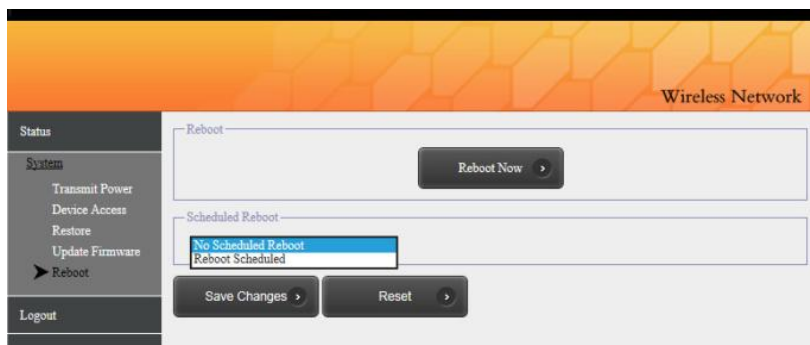 Wireless Network
Status
System
Transmit Power
Device Access
Restore
Update Firmware
Reboot
Logout
Reboot
Reboot Now
Scheduled Reboot
No Scheduled Reboot
Reboot Scheduled
Save Changes
Reset